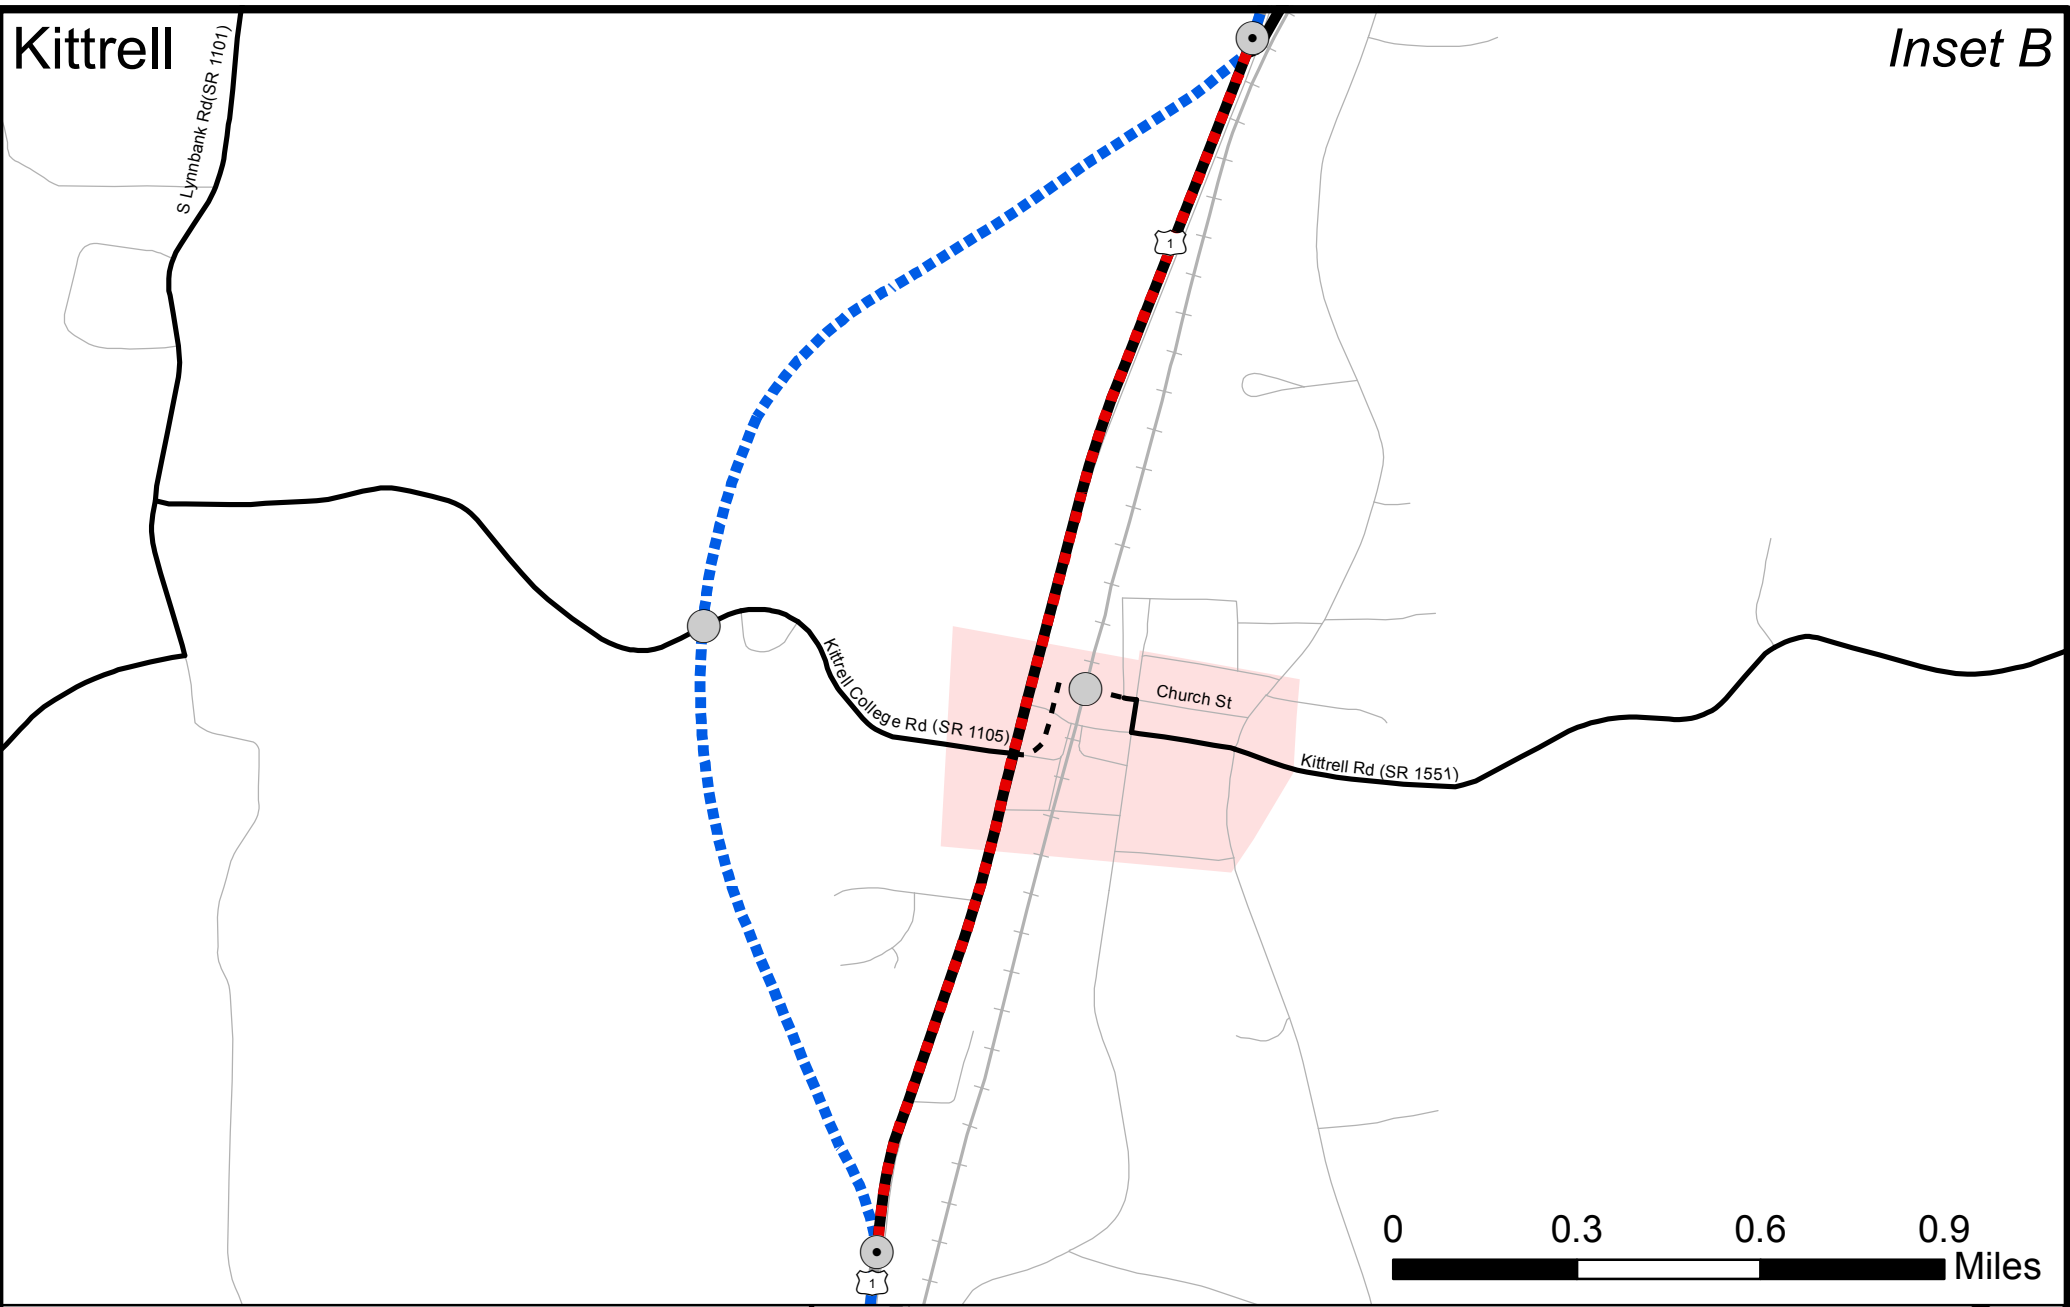 Kittrell
Inset B
S Lynnbank Rd(SR 1101)
1
Kittrell College Rd (SR 1105)
Church St
Kittrell Rd (SR 1551)
0 0.3 0.6 0.9
Miles
1